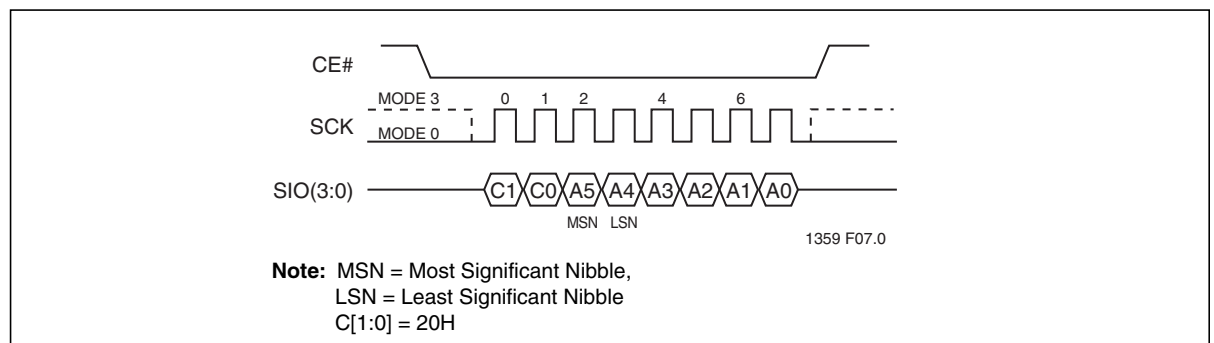 CE#
MODE 3 0 1 2 4 6
SCK
MODE 0
SIO(3:0) C1 C0 A5 A4 A3 A2 A1 A0
MSN LSN
1359 F07.0
Note: MSN = Most Significant Nibble,
LSN = Least Significant Nibble
C[1:0] = 20H